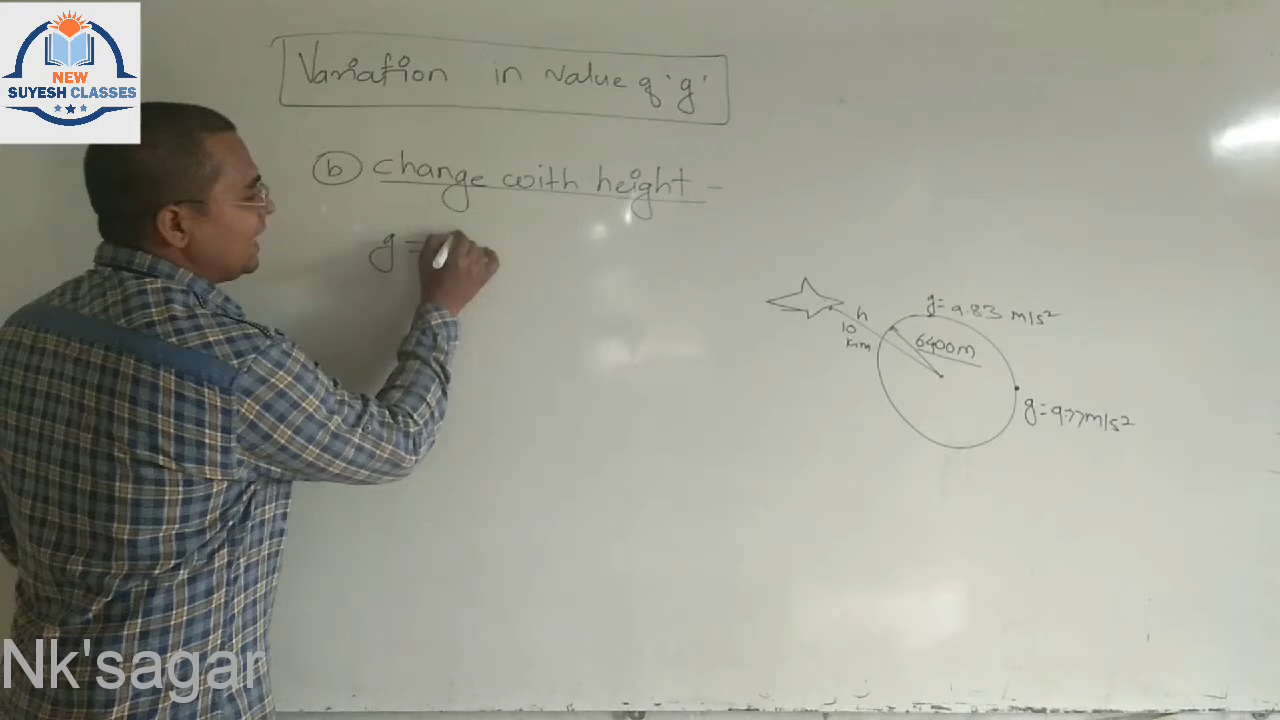 NEW
SUYESH CLASSES
Variation in value of 'g'
b change with height -
g =
h
10
km
g = 9.83 m/s²
6400m
g = 9.77 m/s²
Nk'sagar